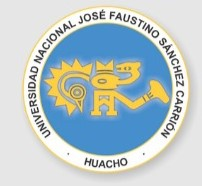 UNIVERSIDAD NACIONAL JOSÉ FAUSTINO SÁNCHEZ CARRIÓN
· HUACHO ·